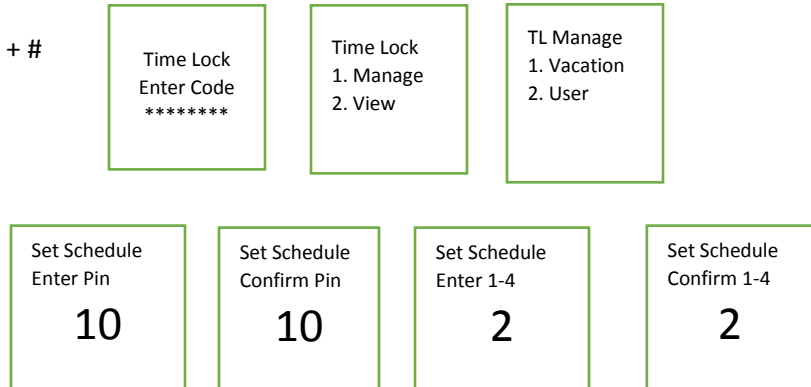 + #
Time Lock
Enter Code
********
Time Lock
1. Manage
2. View
TL Manage
1. Vacation
2. User
Set Schedule
Enter Pin
10
Set Schedule
Confirm Pin
10
Set Schedule
Enter 1-4
2
Set Schedule
Confirm 1-4
2